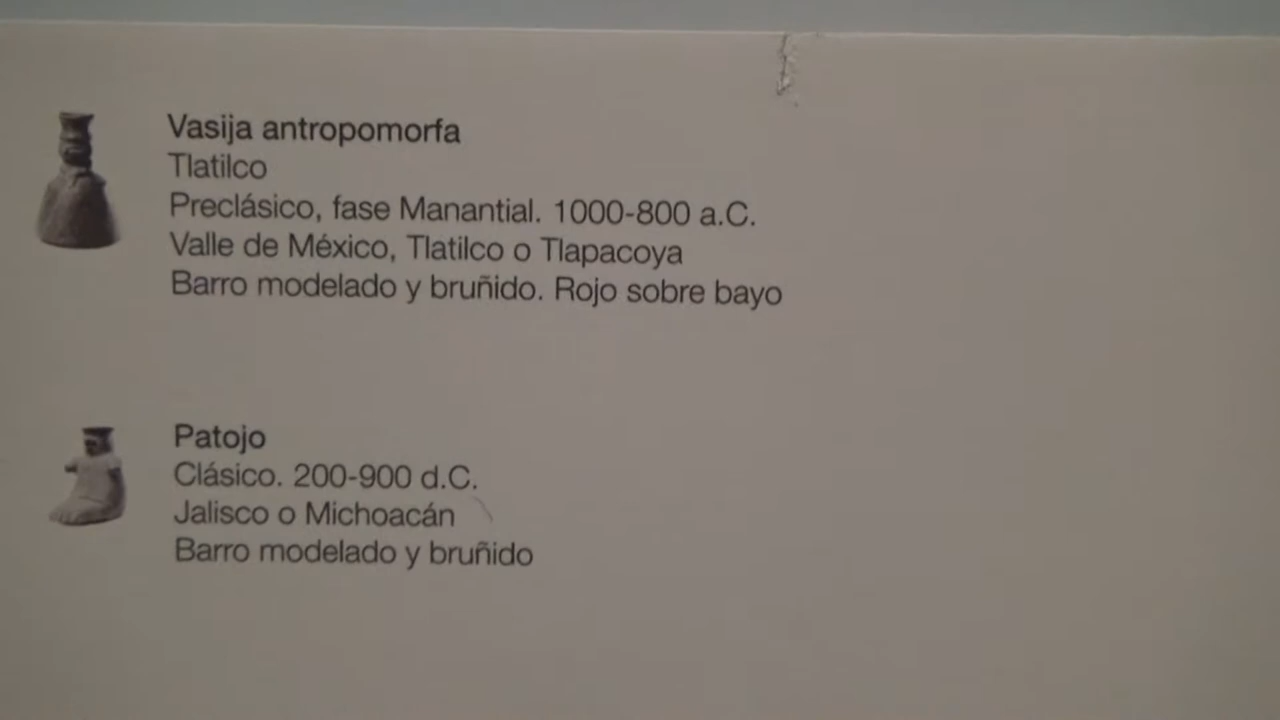 Vasija antropomorfa
Tlatilco
Preclásico, fase Manantial. 1000-800 a.C.
Valle de México, Tlatilco o Tlapacoya
Barro modelado y bruñido. Rojo sobre bayo
Patojo
Clásico. 200-900 d.C.
Jalisco o Michoacán
Barro modelado y bruñido